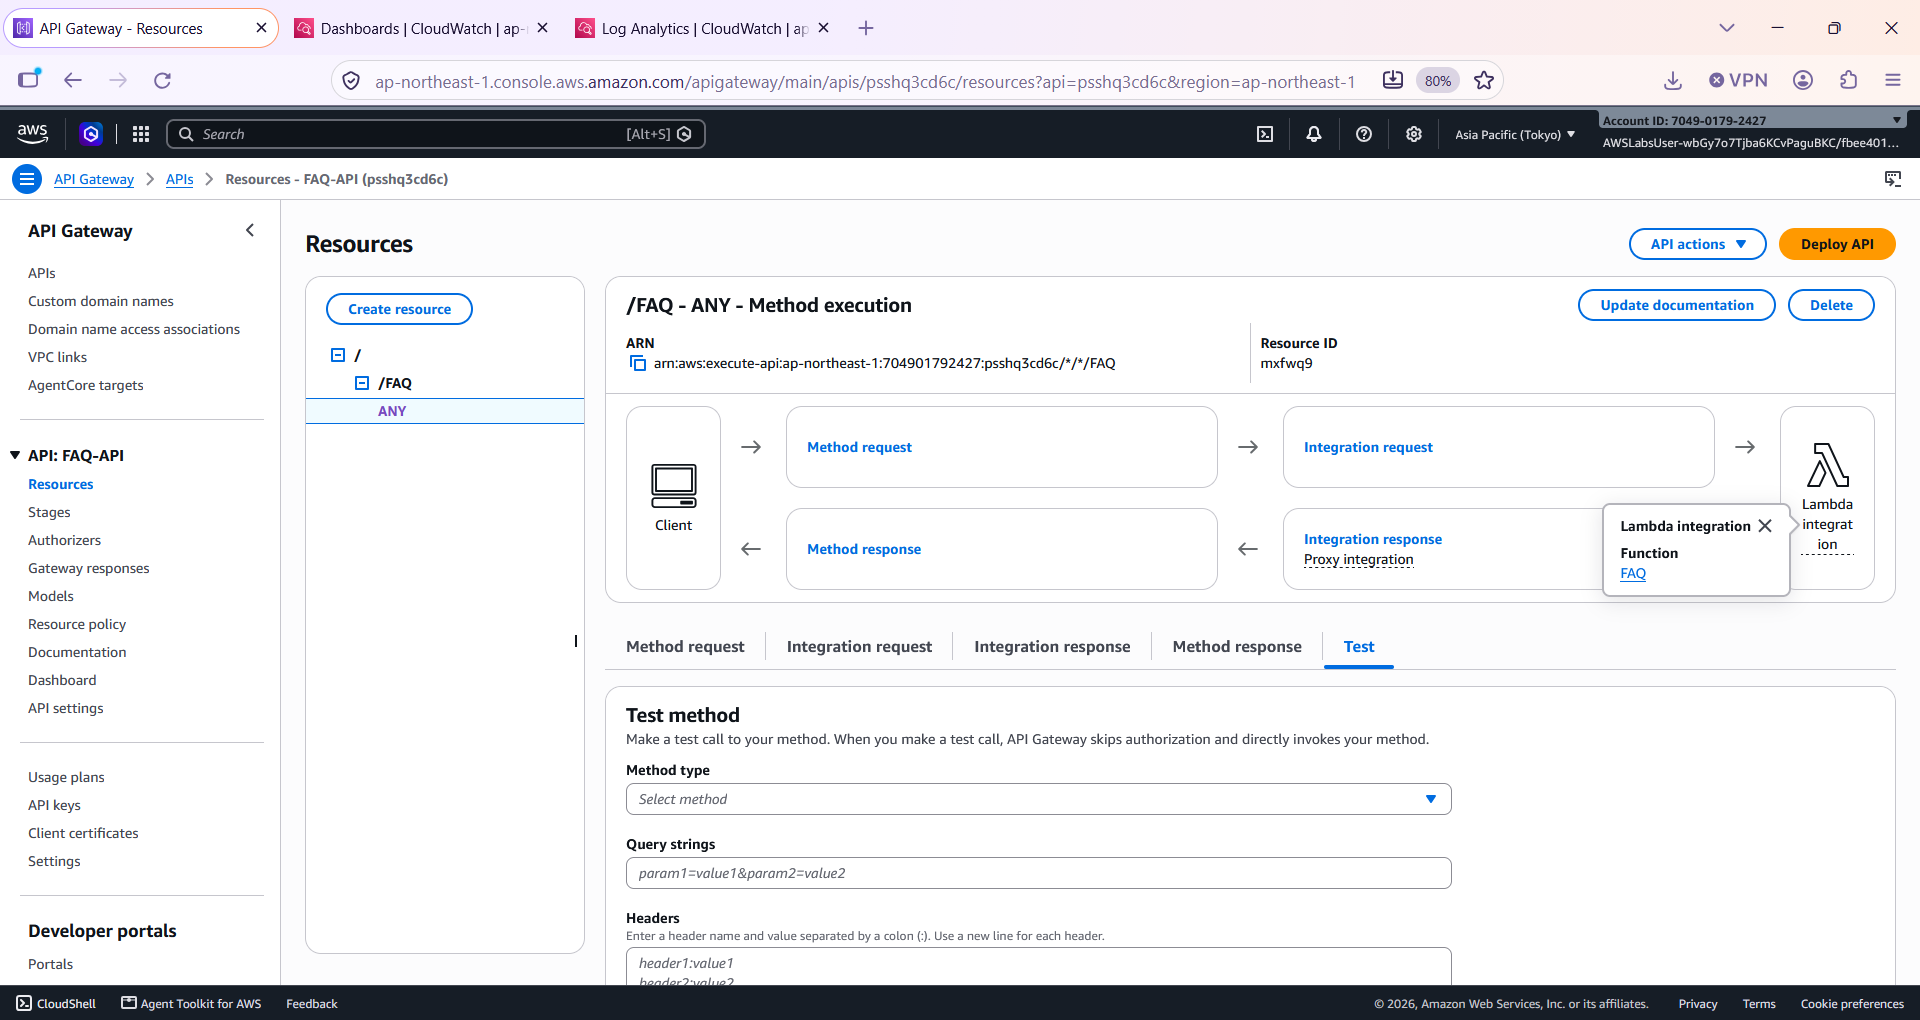 API Gateway - Resources
Dashboards | CloudWatch | ap-
Log Analytics | CloudWatch | ap
ap-northeast-1.console.aws.amazon.com/apigateway/main/apis/psshq3cd6c/resources?api=psshq3cd6c&region=ap-northeast-1
80%
VPN
aws
Search
[Alt+S]
Asia Pacific (Tokyo)
Account ID: 7049-0179-2427
AWSLabsUser-wbGy7o7Tjba6KCvPaguBKC/fbee401...
API Gateway
APIs
Resources - FAQ-API (psshq3cd6c)
API Gateway
APIs
Custom domain names
Domain name access associations
VPC links
AgentCore targets
API: FAQ-API
Resources
Stages
Authorizers
Gateway responses
Models
Resource policy
Documentation
Dashboard
API settings
Usage plans
API keys
Client certificates
Settings
Developer portals
Portals
Resources
API actions
Deploy API
Create resource
/
/FAQ
ANY
/FAQ - ANY - Method execution
Update documentation
Delete
ARN
arn:aws:execute-api:ap-northeast-1:704901792427:psshq3cd6c/*/*/FAQ
Resource ID
mxfwq9
Client
Method request
Integration request
Method response
Integration response
Proxy integration
Lambda
integrat
ion
Lambda integration
Function
FAQ
Method request
Integration request
Integration response
Method response
Test
Test method
Make a test call to your method. When you make a test call, API Gateway skips authorization and directly invokes your method.
Method type
Select method
Query strings
param1=value1&param2=value2
Headers
Enter a header name and value separated by a colon (:). Use a new line for each header.
header1:value1
header2:value2
CloudShell
Agent Toolkit for AWS
Feedback
© 2026, Amazon Web Services, Inc. or its affiliates.
Privacy
Terms
Cookie preferences